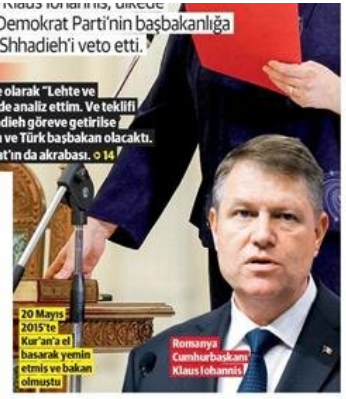 Klaus Iohannis, ülkede
Demokrat Parti'nin başbakanlığa
Shhadieh'i veto etti.
olarak "Lehte ve
de analiz ettim. Ve teklifi
dieh göreve getirilse
ve Türk başbakan olacaktı.
at'ın da akrabası. 14
20 Mayıs
2015'te
Kur'an'a el
basarak yemin
etmiş ve bakan
olmuştu
Romanya
Cumhurbaşkanı
Klaus Iohannis